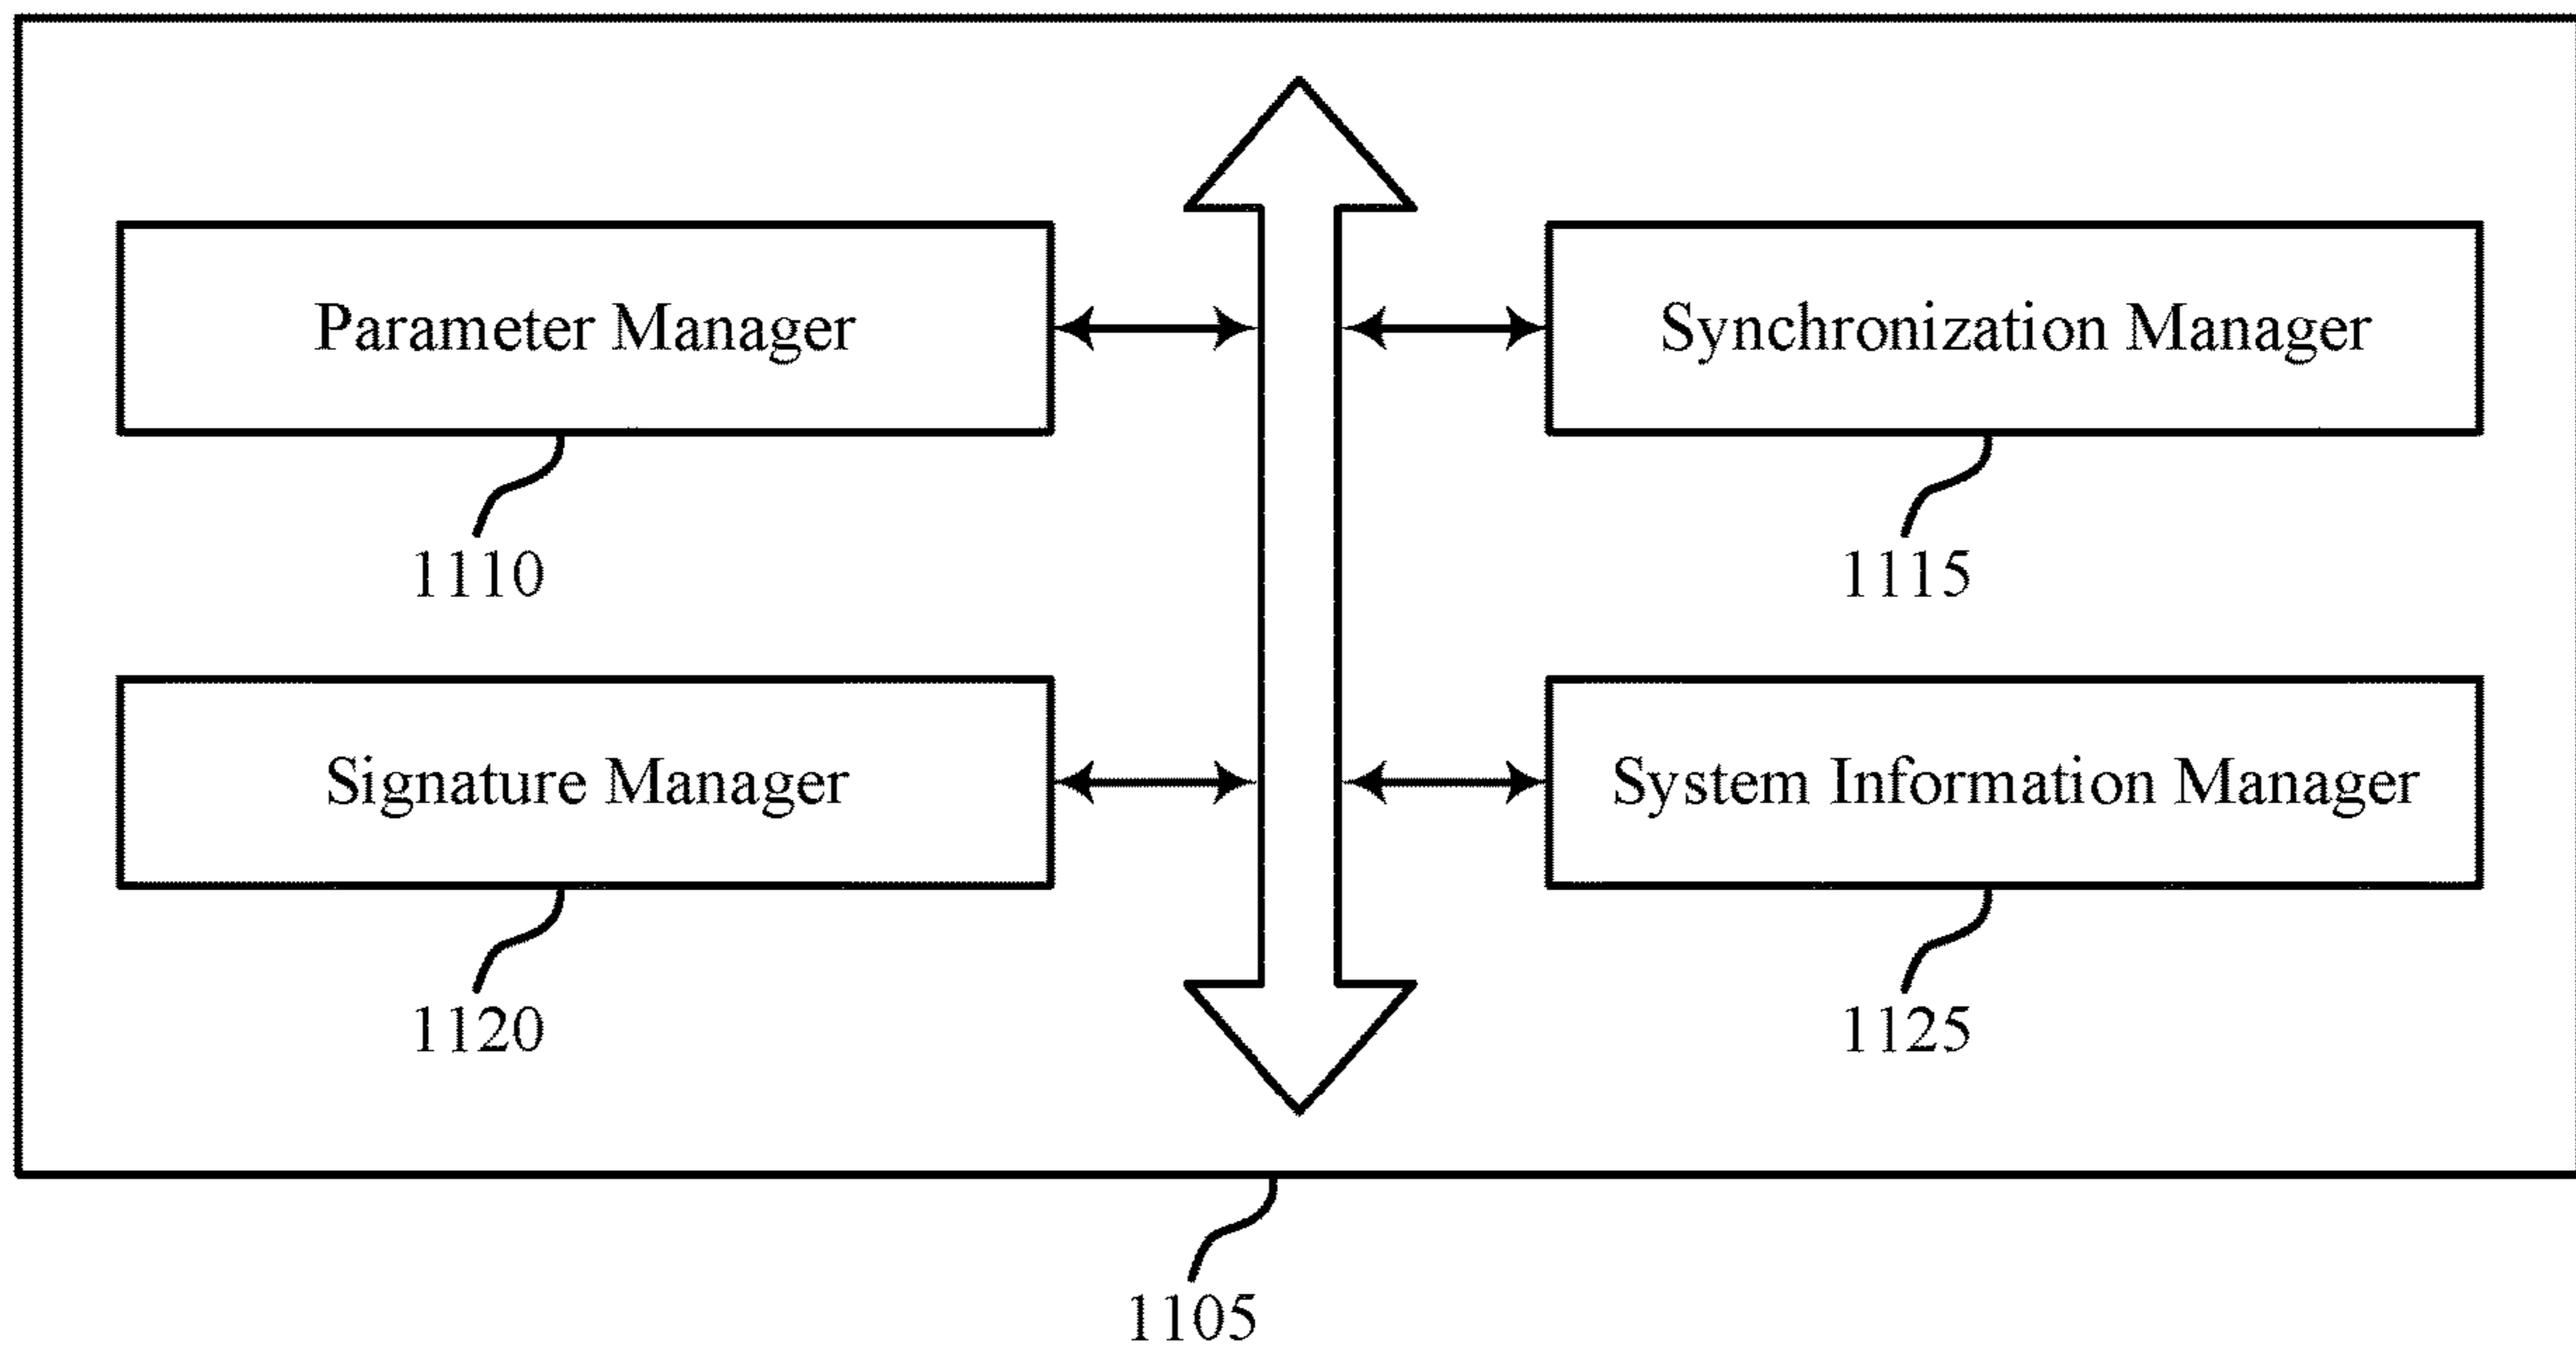 Parameter Manager
Synchronization Manager
1110
1115
Signature Manager
System Information Manager
1120
1125
1105